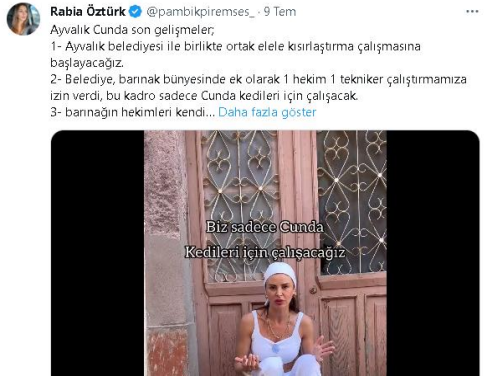 Rabia Öztürk @pambikpiremses_ · 9 Tem
Ayvalık Cunda son gelişmeler;
1- Ayvalık belediyesi ile birlikte ortak elele kısırlaştırma çalışmasına
başlayacağız.
2- Belediye, barınak bünyesinde ek olarak 1 hekim 1 tekniker çalıştırmamıza
izin verdi, bu kadro sadece Cunda kedileri için çalışacak.
3- barınağın hekimleri kendi... Daha fazla göster
Biz sadece Cunda
Kedileri için çalışacağız